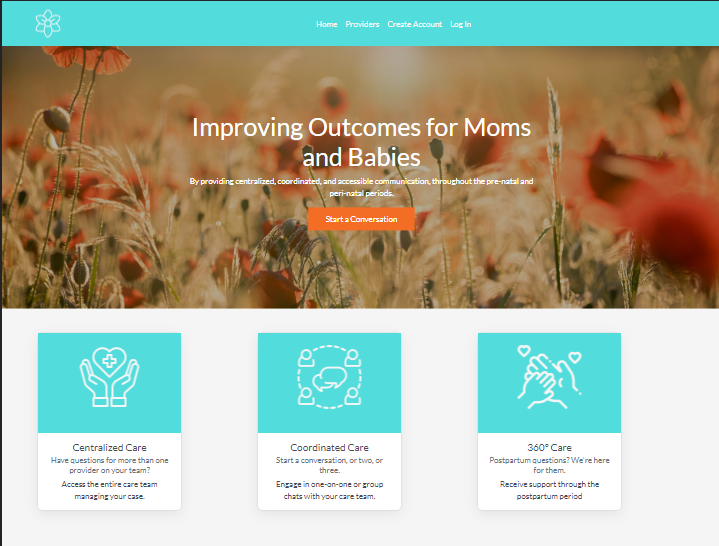 Home Providers Create Account Log In
Improving Outcomes for Moms
and Babies
By providing centralized, coordinated, and accessible communication, throughout the pre-natal and
peri-natal periods.
Start a Conversation
Centralized Care
Have questions for more than one
provider on your team?
Access the entire care team
managing your case.
Coordinated Care
Start a conversation, or two, or
three.
Engage in one-on-one or group
chats with your care team.
360° Care
Postpartum questions? We're here
for them.
Receive support through the
postpartum period